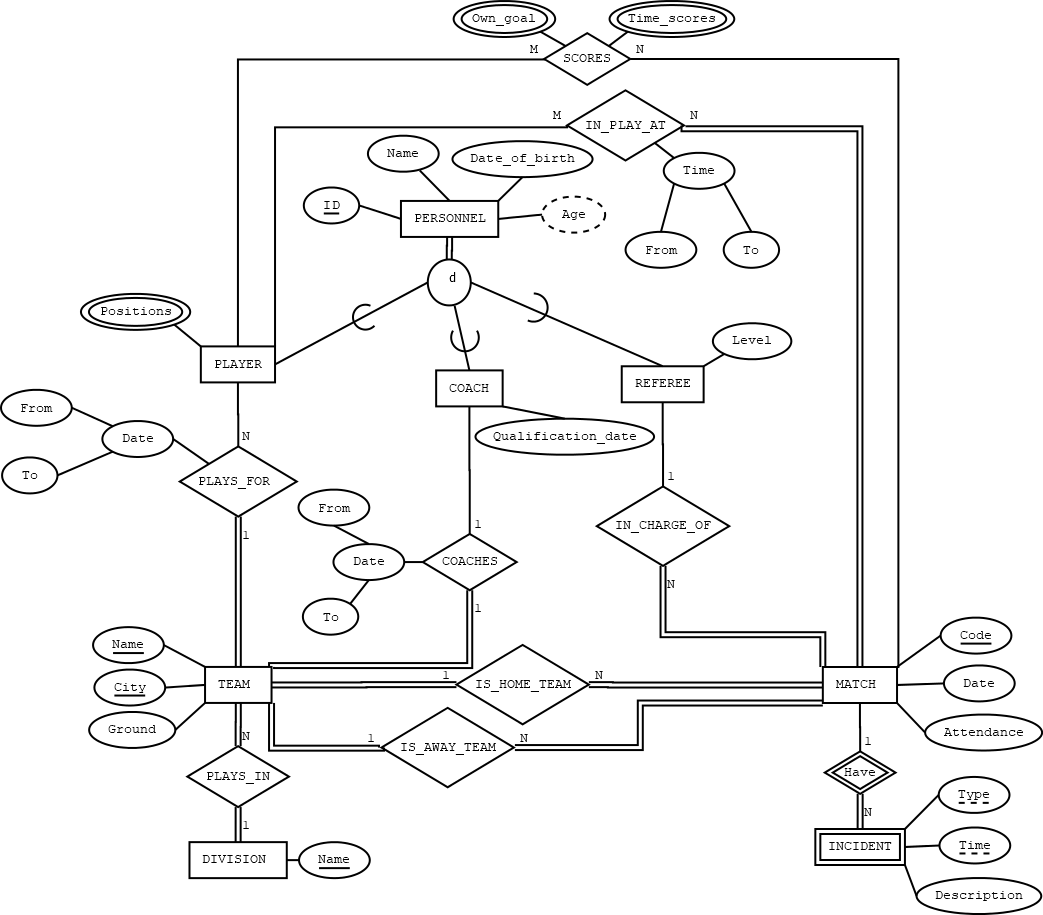 Own_goal
Time_scores
M
N
SCORES
M
N
IN_PLAY_AT
Name
Date_of_birth
Time
ID
PERSONNEL
Age
From
To
d
Positions
PLAYER
Level
COACH
REFEREE
From
Date
N
Qualification_date
To
PLAYS_FOR
1
From
1
1
IN_CHARGE_OF
Date
COACHES
N
To
1
Name
Code
TEAM
1
IS_HOME_TEAM
N
MATCH
City
Date
Ground
Attendance
N
1
IS_AWAY_TEAM
N
1
PLAYS_IN
Have
Type
1
N
DIVISION
Name
INCIDENT
Time
Description